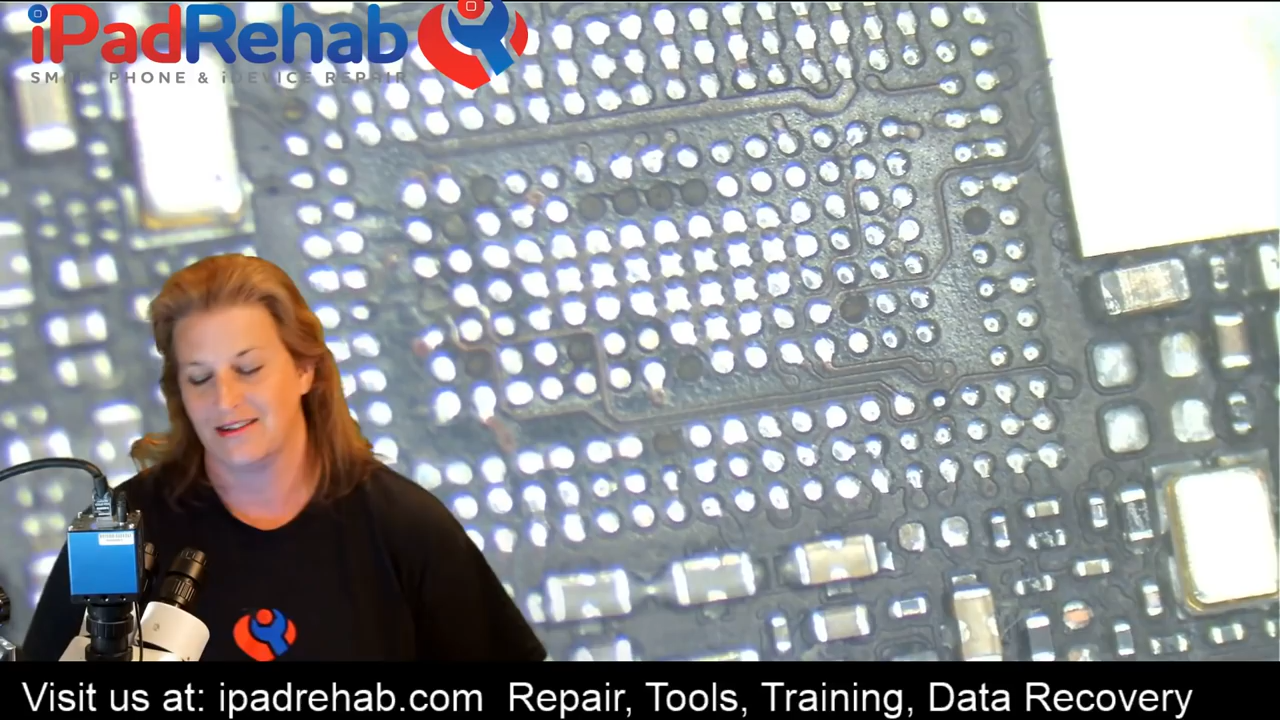 iPadRehab
SMARTPHONE & iDEVICE REPAIR
Visit us at: ipadrehab.com Repair, Tools, Training, Data Recovery